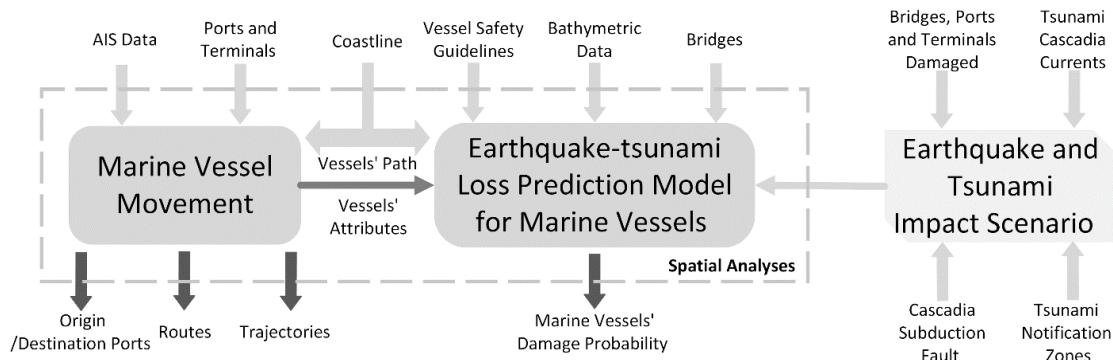 AIS Data
Ports and
Terminals
Coastline
Vessel Safety
Guidelines
Bathymetric
Data
Bridges
Bridges, Ports
and Terminals
Damaged
Tsunami
Cascadia
Currents
Marine Vessel
Movement
Vessels' Path
Vessels'
Attributes
Earthquake-tsunami
Loss Prediction Model
for Marine Vessels
Earthquake and
Tsunami
Impact Scenario
Spatial Analyses
Origin
/Destination Ports
Routes
Trajectories
Marine Vessels'
Damage Probability
Cascadia
Subduction
Fault
Tsunami
Notification
Zones